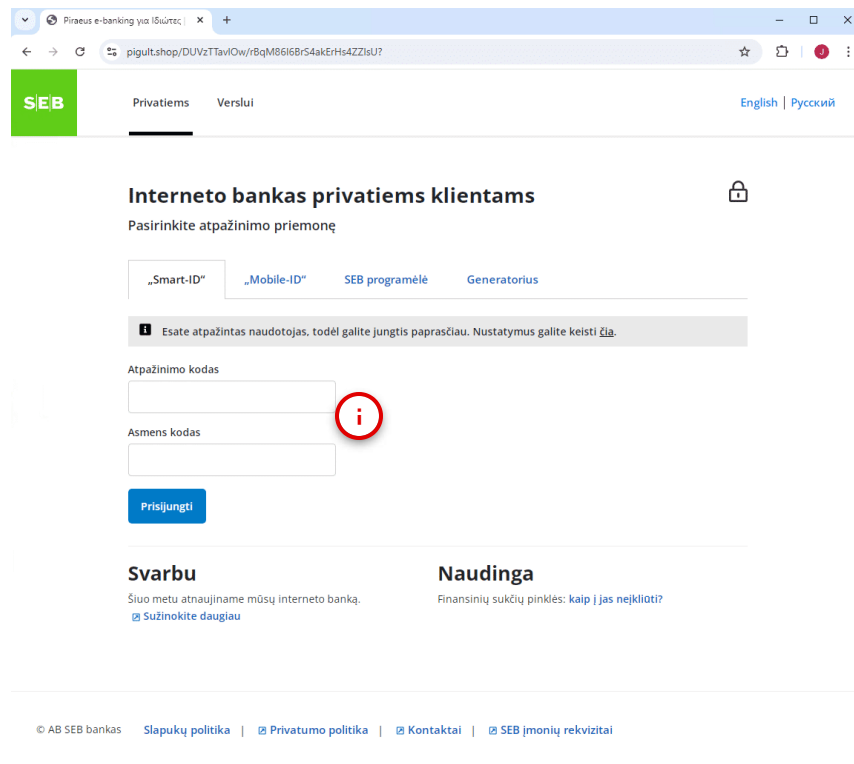 Piraeus e-banking για Ιδιώτες |
pigult.shop/DUVzTTavlOw/rBqM86I6BrS4akErHs4ZZIsU?
J
S|E|B
Privatiems Verslui
English | Русский
Interneto bankas privatiems klientams
Pasirinkite atpažinimo priemonę
„Smart-ID“ „Mobile-ID“ SEB programėlė Generatorius
i Esate atpažintas naudotojas, todėl galite jungtis paprasčiau. Nustatymus galite keisti čia.
Atpažinimo kodas
i
Asmens kodas
Prisijungti
Svarbu
Šiuo metu atnaujiname mūsų interneto banką.
Sužinokite daugiau
Naudinga
Finansinių sukčių pinklės: kaip į jas neįkliūti?
© AB SEB bankas Slapukų politika | Privatumo politika | Kontaktai | SEB įmonių rekvizitai